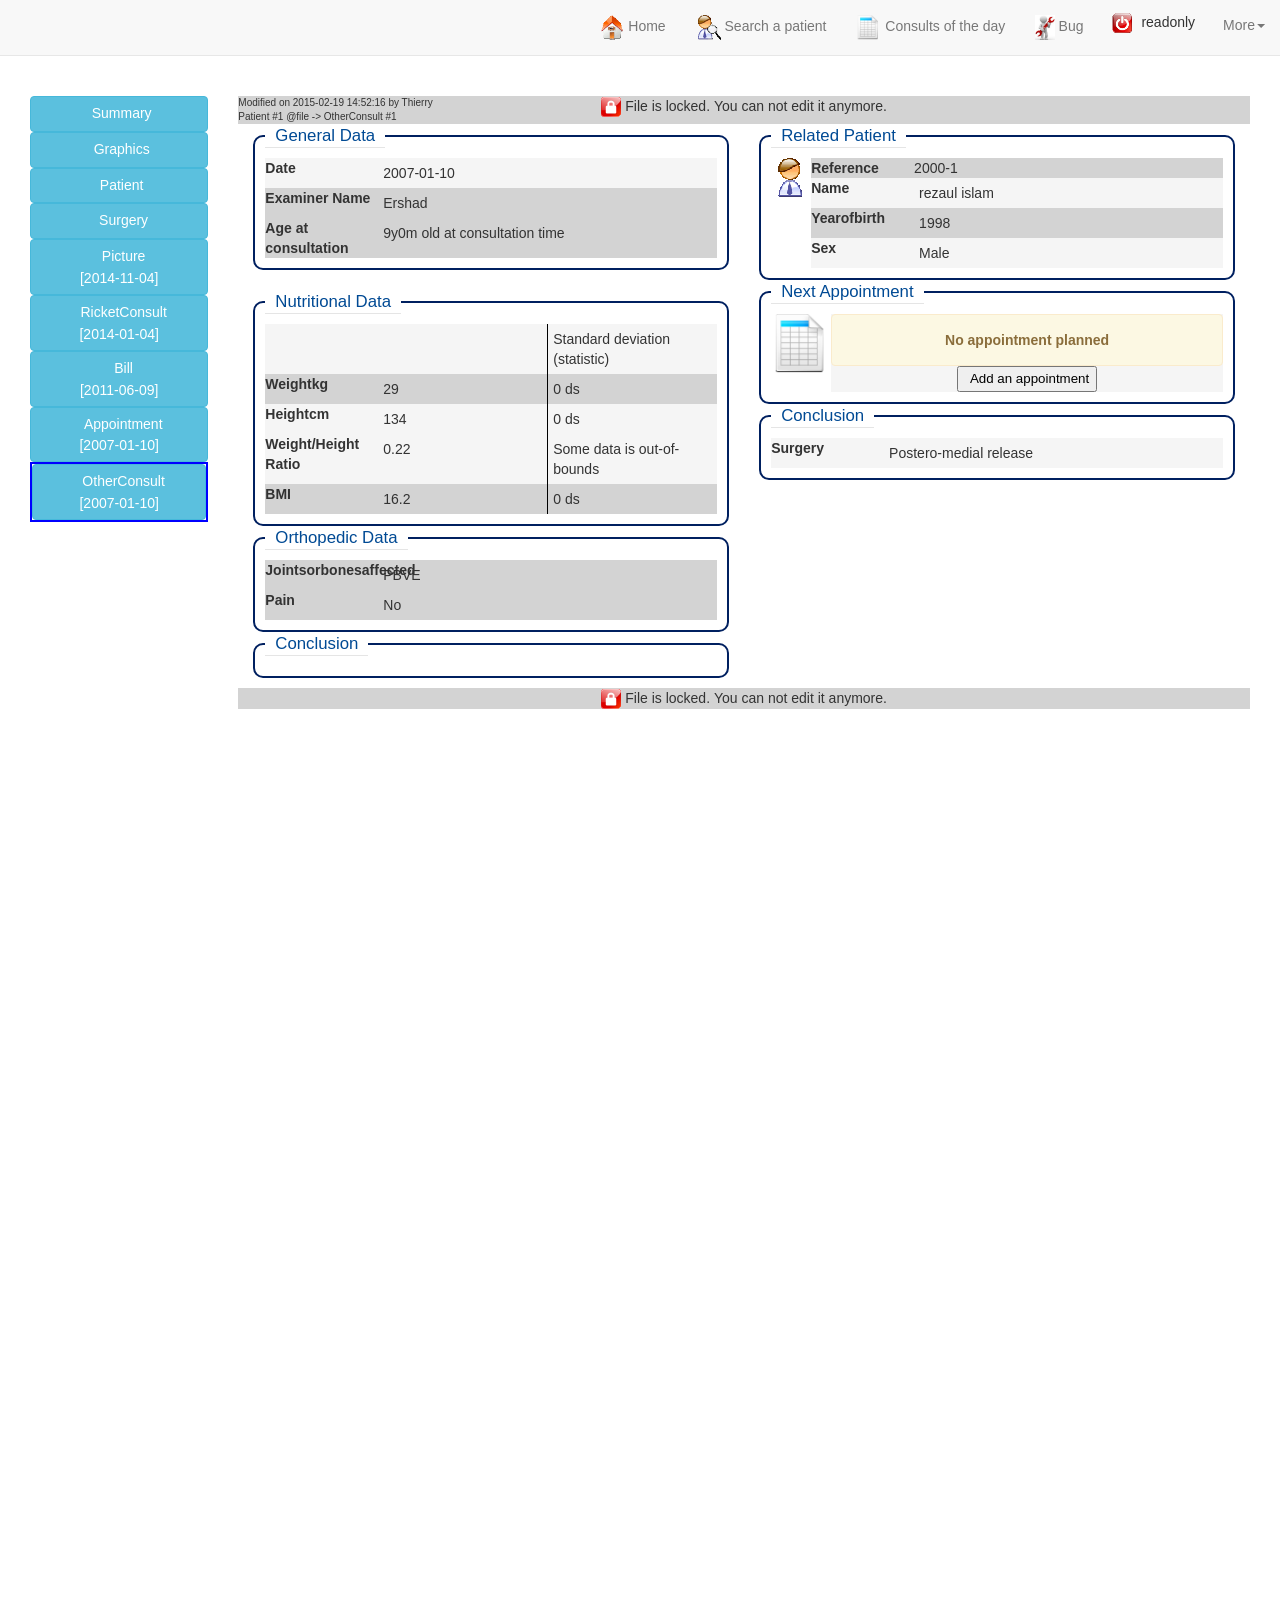 Home Search a patient Consults of the day Bug readonly More
Summary
Graphics
Patient
Surgery
Picture
[2014-11-04]
RicketConsult
[2014-01-04]
Bill
[2011-06-09]
Appointment
[2007-01-10]
OtherConsult
[2007-01-10]
Modified on 2015-02-19 14:52:16 by Thierry
Patient #1 @file -> OtherConsult #1
File is locked. You can not edit it anymore.
General Data
Date 2007-01-10
Examiner Name Ershad
Age at
consultation 9y0m old at consultation time
Nutritional Data
Standard deviation
(statistic)
Weightkg 29 0 ds
Heightcm 134 0 ds
Weight/Height
Ratio 0.22 Some data is out-of-
bounds
BMI 16.2 0 ds
Orthopedic Data
Jointsorbonesaffected PBVE
Pain No
Conclusion
Related Patient
Reference 2000-1
Name rezaul islam
Yearofbirth 1998
Sex Male
Next Appointment
No appointment planned
Add an appointment
Conclusion
Surgery Postero-medial release
File is locked. You can not edit it anymore.